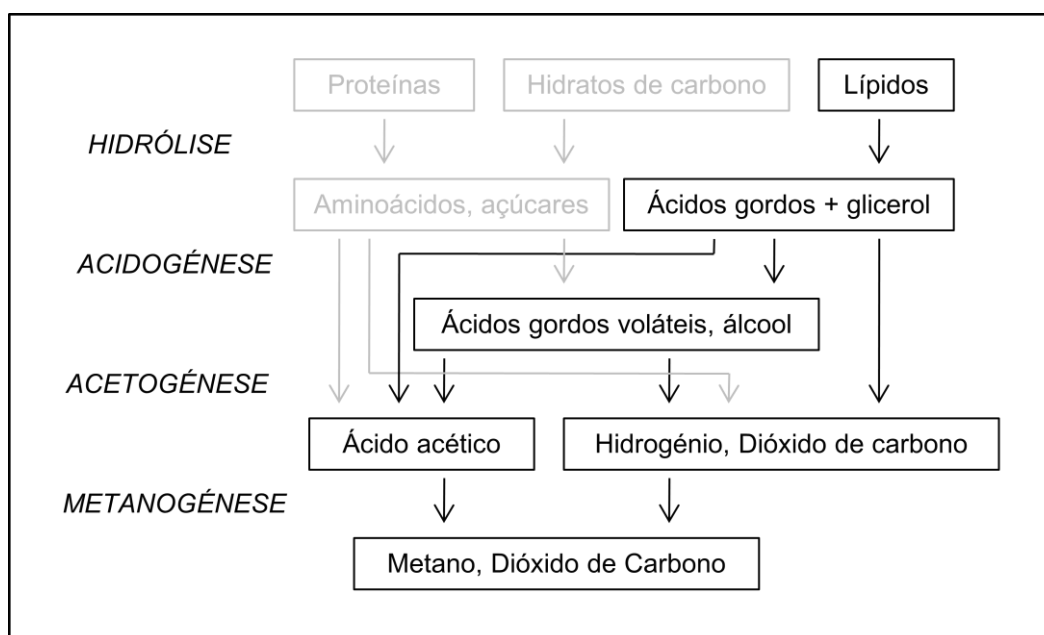 Proteínas Hidratos de carbono Lípidos
HIDRÓLISE
Aminoácidos, açúcares Ácidos gordos + glicerol
ACIDOGÉNESE
Ácidos gordos voláteis, álcool
ACETOGÉNESE
Ácido acético Hidrogénio, Dióxido de carbono
METANOGÉNESE
Metano, Dióxido de Carbono